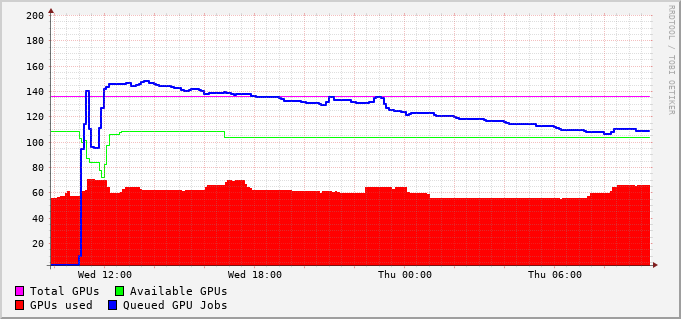 200
180
160
140
120
100
80
60
40
20
Wed 12:00 Wed 18:00 Thu 00:00 Thu 06:00
Total GPUs Available GPUs
GPUs used Queued GPU Jobs
RRDTOOL / TOBI OETIKER